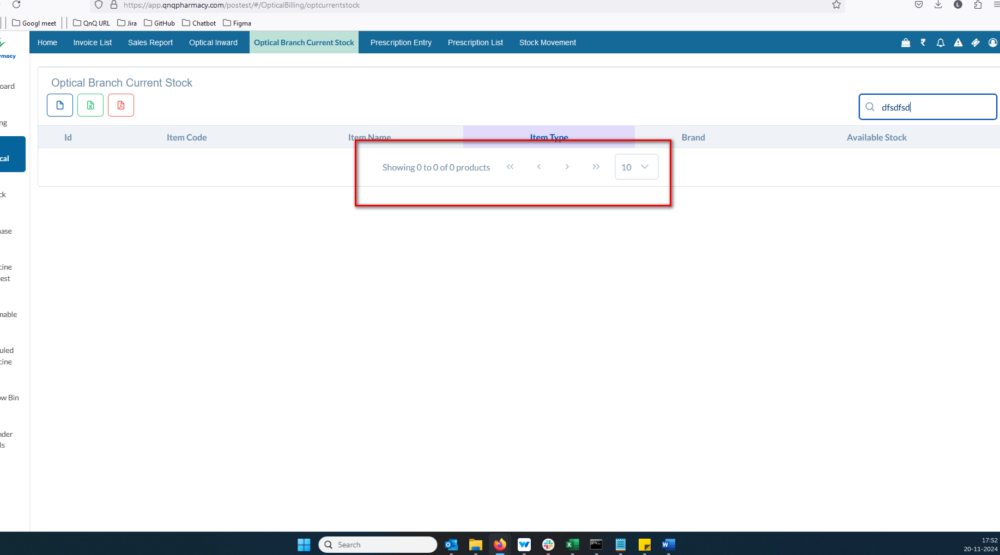 https://app.qnqpharmacy.com/postest/#/OpticalBilling/optcurrentstock
L
Googl meet
QnQ URL
Jira
GitHub
Chatbot
Figma
rmacy
Home
Invoice List
Sales Report
Optical Inward
Optical Branch Current Stock
Prescription Entry
Prescription List
Stock Movement
oard
ng
cal
ck
ase
cine
est
nable
uled
cine
ow Bin
nder
ls
Optical Branch Current Stock
dfsdfsd
Id
Item Code
Item Name
Item Type
Brand
Available Stock
Showing 0 to 0 of 0 products
10
Search
17:52
20-11-2024